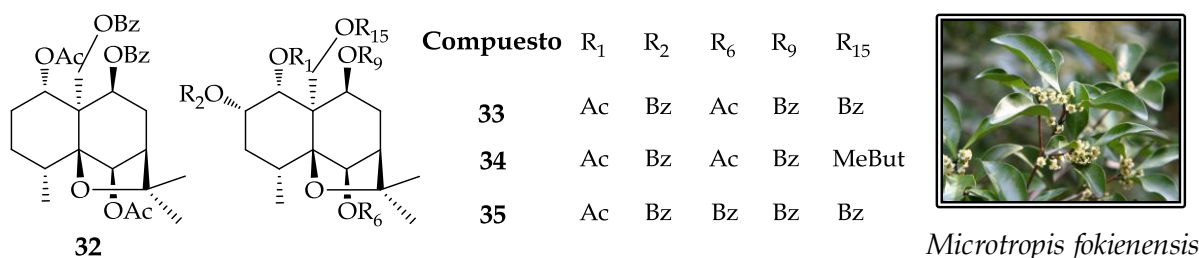 OBz
OAc
OBz
O
OAc
32
OR₁₅
OR₁
OR₉
R₂O
O
OR₆
Compuesto R₁ R₂ R₆ R₉ R₁₅
33 Ac Bz Ac Bz Bz
34 Ac Bz Ac Bz MeBut
35 Ac Bz Bz Bz Bz
Microtropis fokienensis